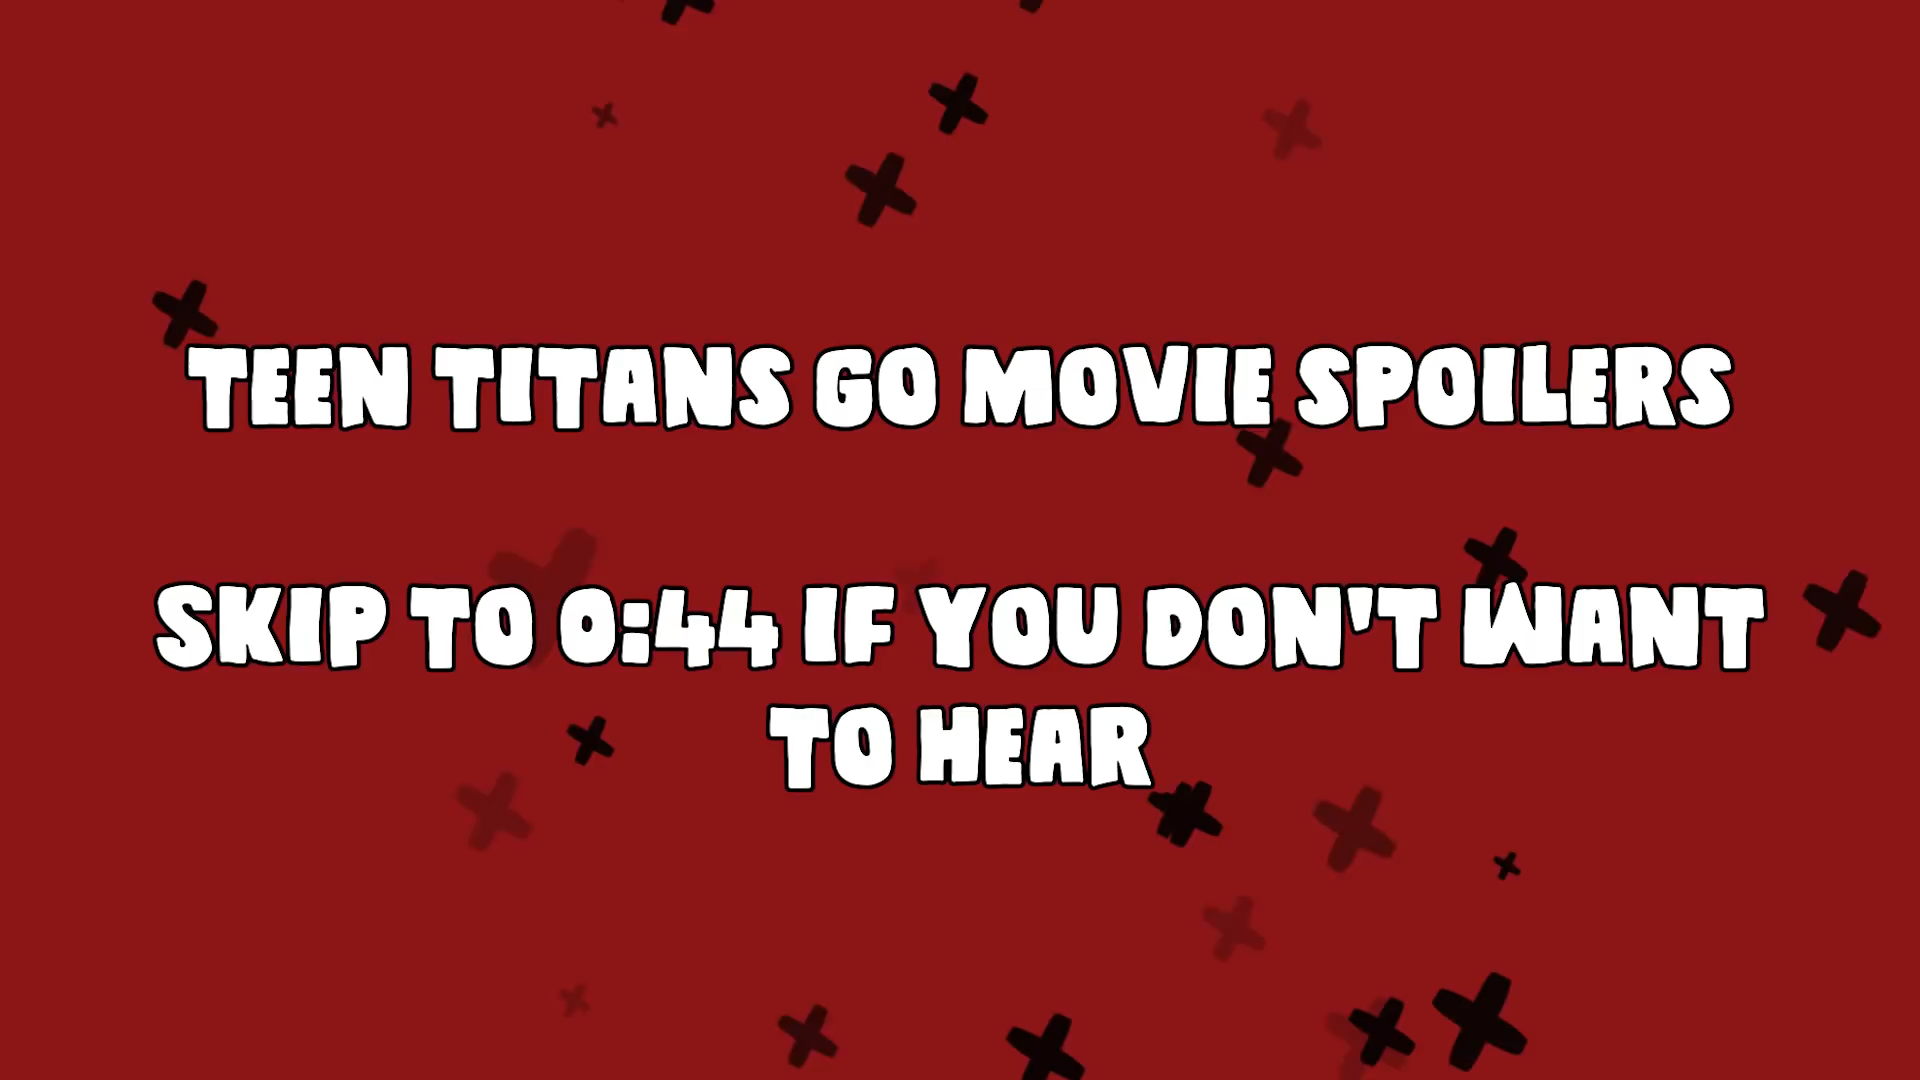 TEEN TITANS GO MOVIE SPOILERS
SKIP TO 0:44 IF YOU DON'T WANT
TO HEAR